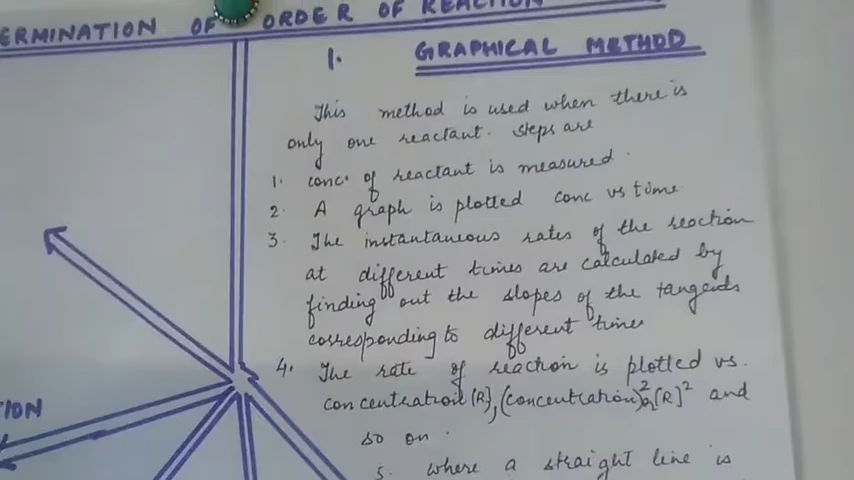 ERMINATION OF ORDER OF REACTION
1. GRAPHICAL METHOD
This method is used when there is
only one reactant. steps are
1. conc. of reactant is measured.
2. A graph is plotted conc vs time
3. The instantaneous rates of the reaction
at different times are calculated by
finding out the slopes of the tangents
corresponding to different times
4. The rate of reaction is plotted vs.
concentration[R], (concentration)² [R]² and
so on.
5. where a straight line is
TION